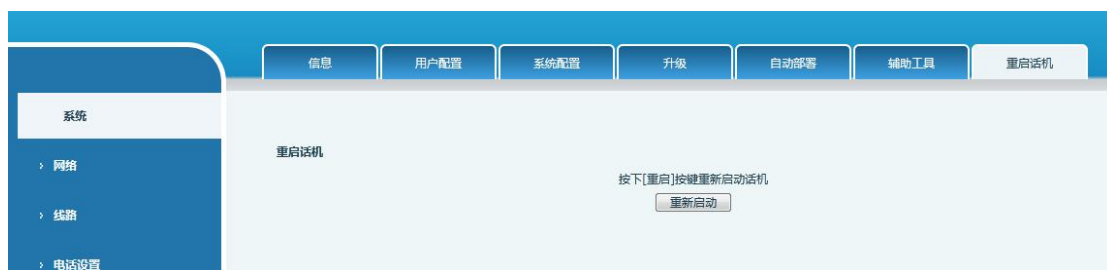 信息
用户配置
系统配置
升级
自动部署
辅助工具
重启话机
系统
› 网络
› 线路
› 电话设置
重启话机
按下[重启]按键重新启动话机
重新启动